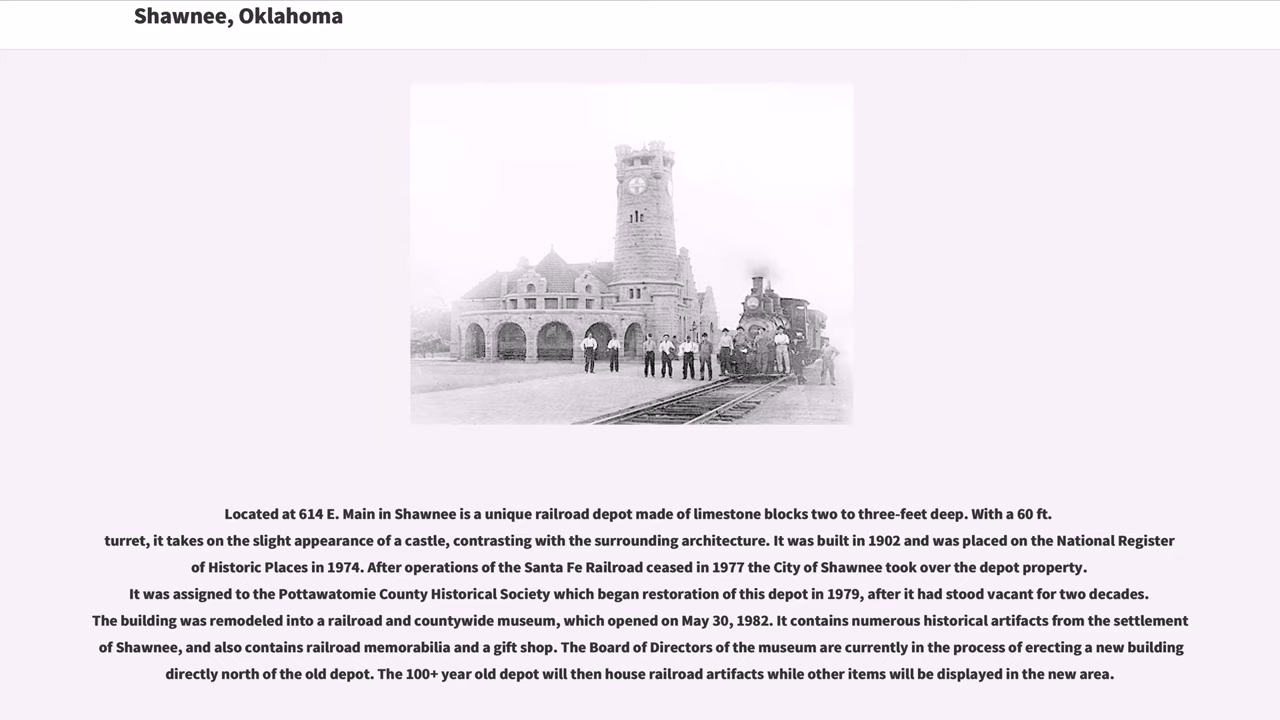 Shawnee, Oklahoma
Located at 614 E. Main in Shawnee is a unique railroad depot made of limestone blocks two to three-feet deep. With a 60 ft.
turret, it takes on the slight appearance of a castle, contrasting with the surrounding architecture. It was built in 1902 and was placed on the National Register
of Historic Places in 1974. After operations of the Santa Fe Railroad ceased in 1977 the City of Shawnee took over the depot property.
It was assigned to the Pottawatomie County Historical Society which began restoration of this depot in 1979, after it had stood vacant for two decades.
The building was remodeled into a railroad and countywide museum, which opened on May 30, 1982. It contains numerous historical artifacts from the settlement
of Shawnee, and also contains railroad memorabilia and a gift shop. The Board of Directors of the museum are currently in the process of erecting a new building
directly north of the old depot. The 100+ year old depot will then house railroad artifacts while other items will be displayed in the new area.